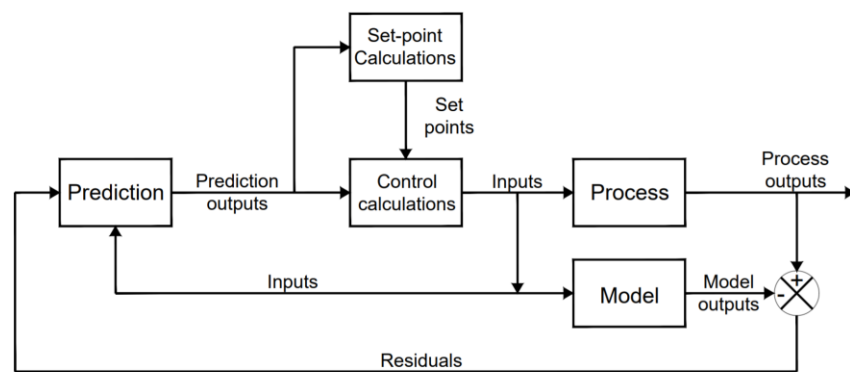 Set-point
Calculations
Set
points
Prediction
Prediction
outputs
Control
calculations
Inputs
Process
Process
outputs
Inputs
Model
Model
outputs
+
-
Residuals